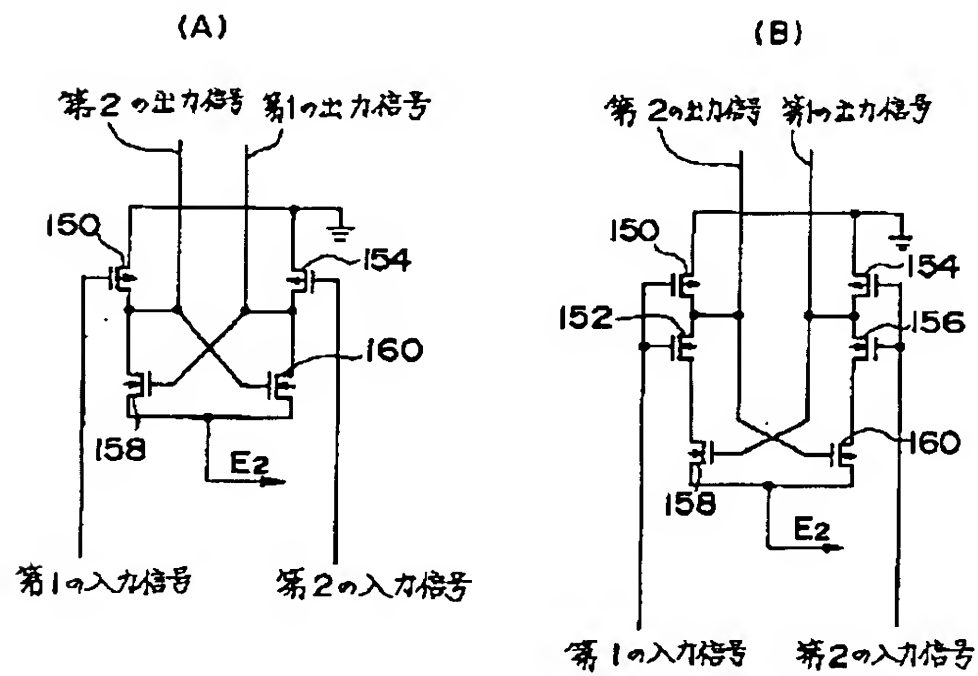 (A)
第2の出力信号
第1の出力信号
150
154
160
158
E2
第1の入力信号
第2の入力信号
(B)
第2の出力信号
第1の出力信号
150
154
152
156
160
158
E2
第1の入力信号
第2の入力信号